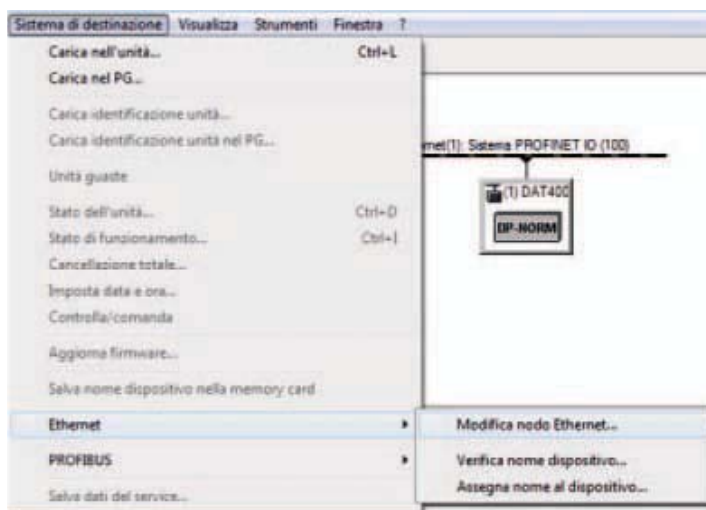 Sistema di destinazione Visualizza Strumenti Finestra ?
Carica nell'unità... Ctrl+L
Carica nel PG...
Carica identificazione unità...
Carica identificazione unità nel PG...
Unità guaste
Stato dell'unità... Ctrl+D
Stato di funzionamento... Ctrl+I
Cancellazione totale...
Imposta data e ora...
Controlla/comanda
Aggiorna firmware...
Salva nome dispositivo nella memory card
Ethernet
PROFIBUS
Salva dati del service...
rnet(1): Sistema PROFINET IO (100)
(1) DAT400
DP-NORM
Modifica nodo Ethernet...
Verifica nome dispositivo...
Assegna nome al dispositivo...